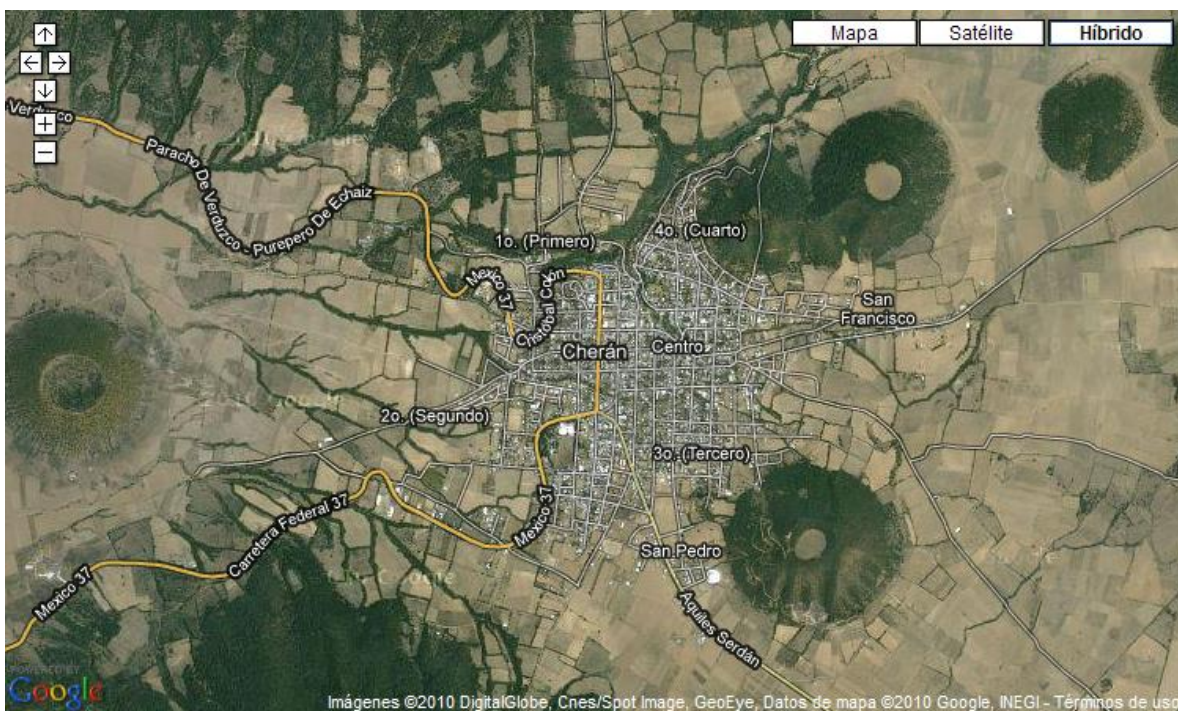 Mapa
Satélite
Híbrido
Verduzco
Paracho De Verduzco - Purepero De Echaiz
1o. (Primero)
4o. (Cuarto)
Mexico 37
Cristobal Colón
San
Francisco
Cherán
Centro
2o. (Segundo)
3o. (Tercero)
Mexico 37
Carretera Federal 37
San Pedro
Mexico 37
Aquiles Serdán
POWERED BY
Google
Imágenes ©2010 DigitalGlobe, Cnes/Spot Image, GeoEye, Datos de mapa ©2010 Google, INEGI - Términos de uso